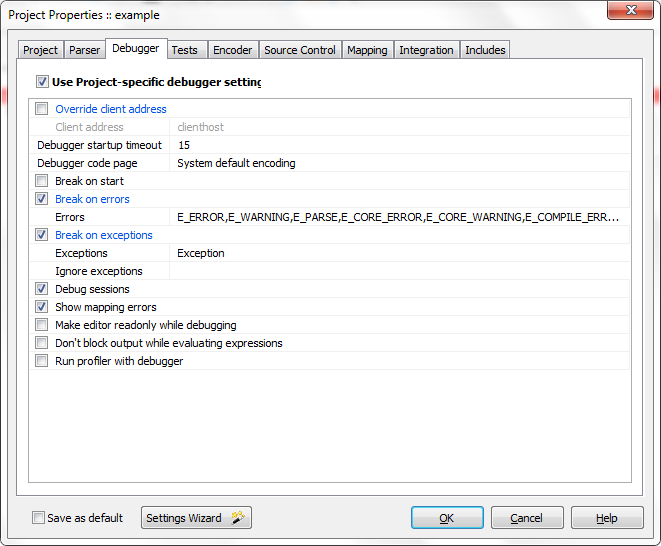 Project Properties :: example
Project Parser Debugger Tests Encoder Source Control Mapping Integration Includes
Use Project-specific debugger setting
Override client address
Client address clienthost
Debugger startup timeout 15
Debugger code page System default encoding
Break on start
Break on errors
Errors E_ERROR,E_WARNING,E_PARSE,E_CORE_ERROR,E_CORE_WARNING,E_COMPILE_ERR...
Break on exceptions
Exceptions Exception
Ignore exceptions
Debug sessions
Show mapping errors
Make editor readonly while debugging
Don't block output while evaluating expressions
Run profiler with debugger
Save as default Settings Wizard OK Cancel Help